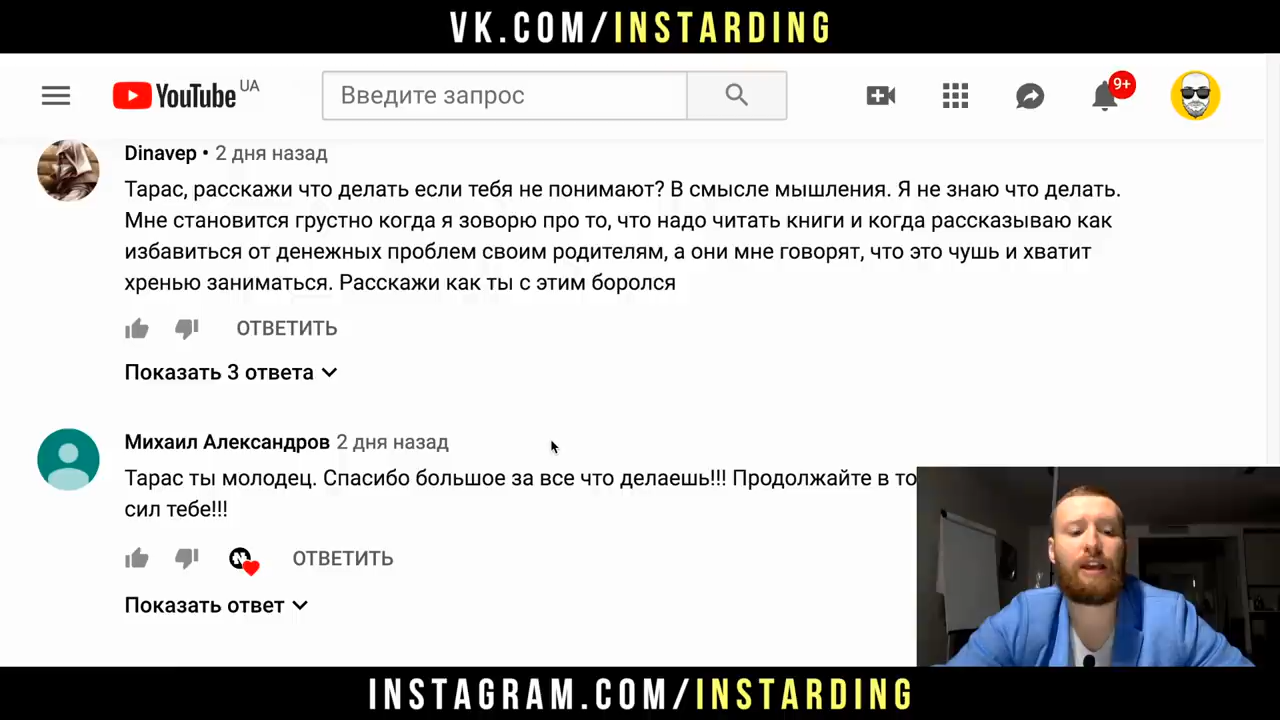 VK.COM/INSTARDING
YouTube UA
Введите запрос
9+
Dinavep • 2 дня назад
Тарас, расскажи что делать если тебя не понимают? В смысле мышления. Я не знаю что делать.
Мне становится грустно когда я зоворю про то, что надо читать книги и когда рассказываю как
избавиться от денежных проблем своим родителям, а они мне говорят, что это чушь и хватит
хренью заниматься. Расскажи как ты с этим боролся
ОТВЕТИТЬ
Показать 3 ответа
Михаил Александров 2 дня назад
Тарас ты молодец. Спасибо большое за все что делаешь!!! Продолжайте в то
сил тебе!!!
ОТВЕТИТЬ
Показать ответ
INSTAGRAM.COM/INSTARDING